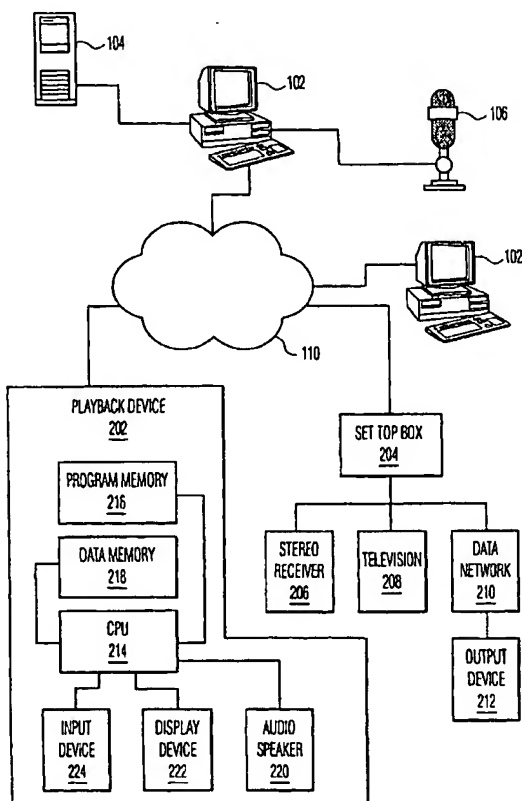 104
102
106
102
110
PLAYBACK DEVICE
202
SET TOP BOX
204
PROGRAM MEMORY
216
DATA MEMORY
218
STEREO
RECEIVER
206
TELEVISION
208
DATA
NETWORK
210
CPU
214
OUTPUT
DEVICE
212
INPUT
DEVICE
224
DISPLAY
DEVICE
222
AUDIO
SPEAKER
220